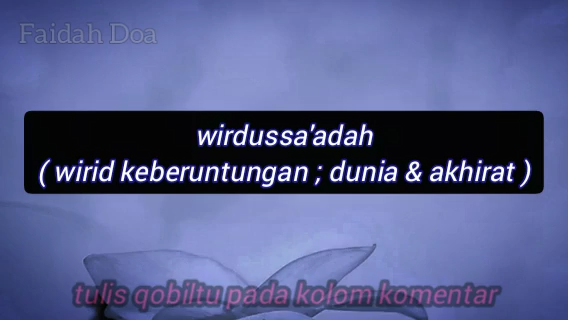 Faidah Doa
wirdussa'adah
( wirid keberuntungan ; dunia & akhirat )
tulis qobiltu pada kolom komentar